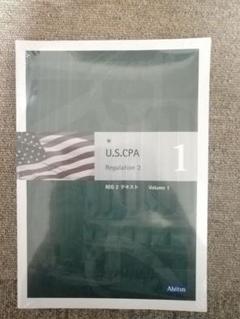 U.S.CPA
1
Regulation 2
REG 2 テキスト Volume 1
Abitus